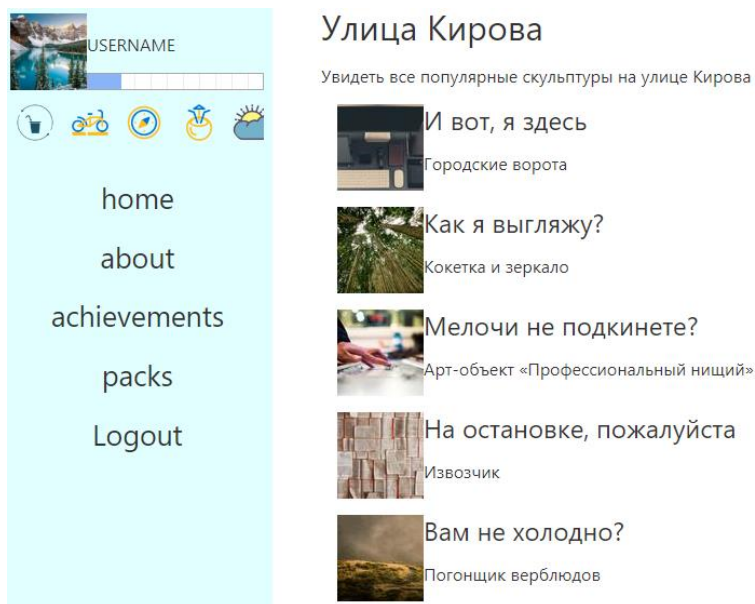 USERNAME
home
about
achievements
packs
Logout
Улица Кирова
Увидеть все популярные скульптуры на улице Кирова
И вот, я здесь
Городские ворота
Как я выгляжу?
Кокетка и зеркало
Мелочи не подкинете?
Арт-объект «Профессиональный нищий»
На остановке, пожалуйста
Извозчик
Вам не холодно?
Погонщик верблюдов